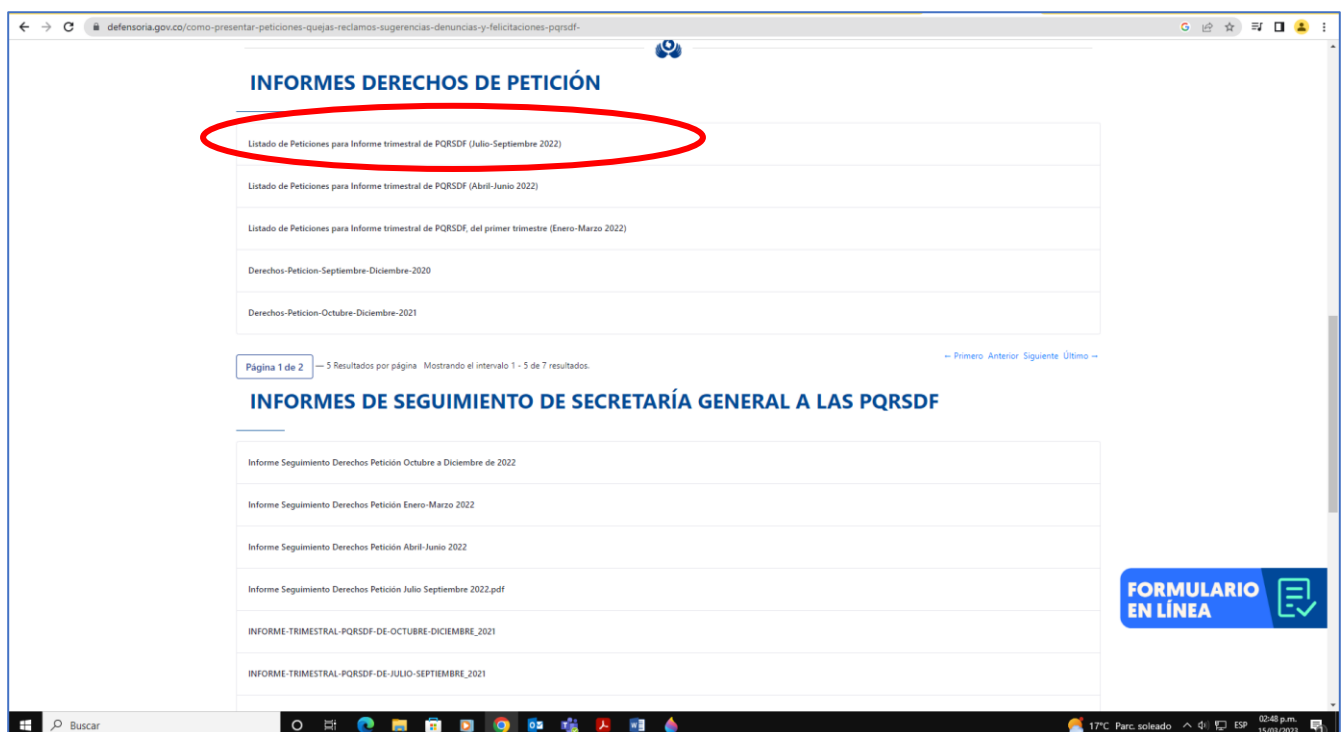 defensoria.gov.co/como-presentar-peticiones-quejas-reclamos-sugerencias-denuncias-y-felicitaciones-pqrsdf-
INFORMES DERECHOS DE PETICIÓN
Listado de Peticiones para Informe trimestral de PQRSDF (Julio-Septiembre 2022)
Listado de Peticiones para Informe trimestral de PQRSDF (Abril-Junio 2022)
Listado de Peticiones para Informe trimestral de PQRSDF, del primer trimestre (Enero-Marzo 2022)
Derechos-Peticion-Septiembre-Diciembre-2020
Derechos-Peticion-Octubre-Diciembre-2021
Página 1 de 2 — 5 Resultados por página Mostrando el intervalo 1 - 5 de 7 resultados.
← Primero Anterior Siguiente Último →
INFORMES DE SEGUIMIENTO DE SECRETARÍA GENERAL A LAS PQRSDF
Informe Seguimiento Derechos Petición Octubre a Diciembre de 2022
Informe Seguimiento Derechos Petición Enero-Marzo 2022
Informe Seguimiento Derechos Petición Abril-Junio 2022
Informe Seguimiento Derechos Petición Julio Septiembre 2022.pdf
INFORME-TRIMESTRAL-PQRSDF-DE-OCTUBRE-DICIEMBRE_2021
INFORME-TRIMESTRAL-PQRSDF-DE-JULIO-SEPTIEMBRE_2021
FORMULARIO
EN LÍNEA
Buscar
17°C Parc. soleado
ESP
02:48 p.m.
15/03/2023